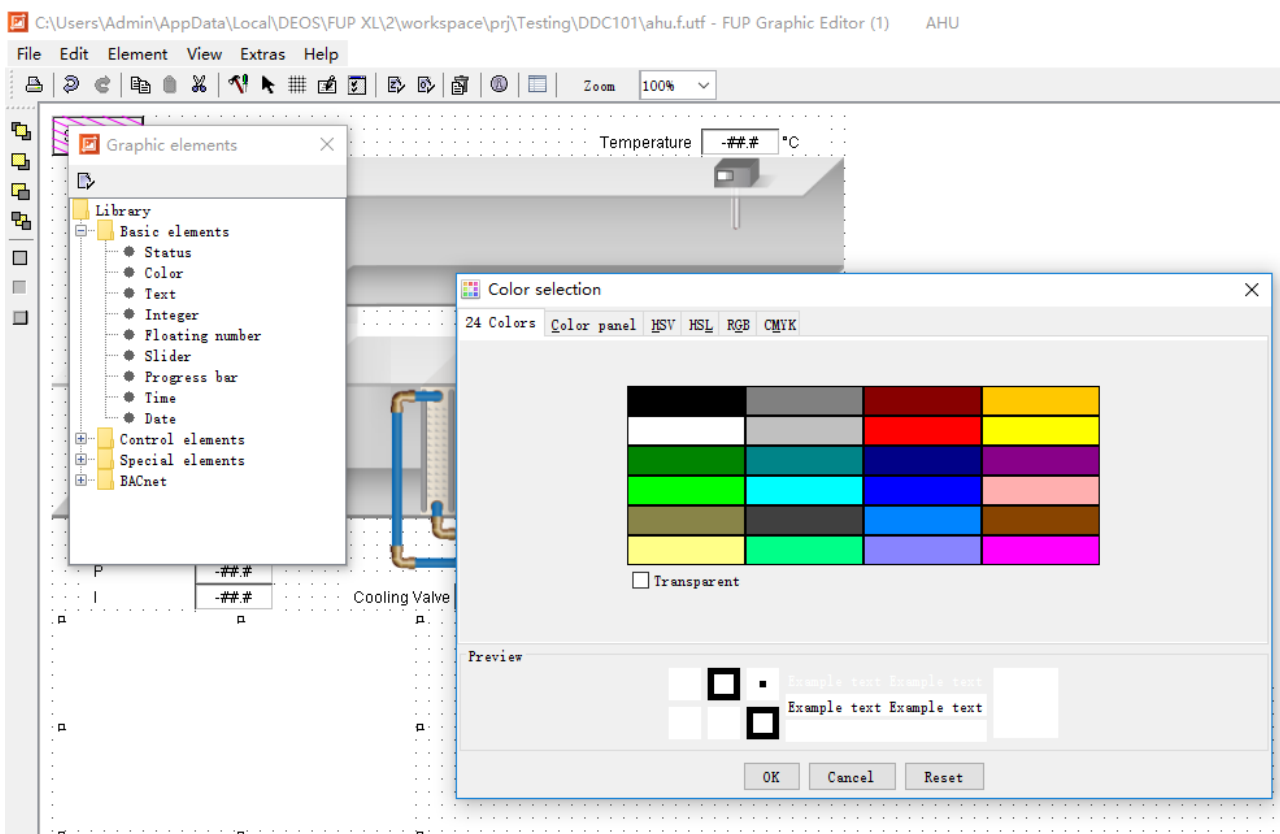 C:\Users\Admin\AppData\Local\DEOS\FUP XL\2\workspace\prj\Testing\DDC101\ahu.f.utf - FUP Graphic Editor (1) AHU
File Edit Element View Extras Help
Zoom 100%
Temperature -##.# °C
Graphic elements
Library
Basic elements
Status
Color
Text
Integer
Floating number
Slider
Progress bar
Time
Date
Control elements
Special elements
BACnet
P -##.#
I -##.#
Cooling Valve
Color selection
24 Colors Color panel HSV HSL RGB CMYK
Transparent
Preview
Example text Example text
Example text Example text
OK Cancel Reset